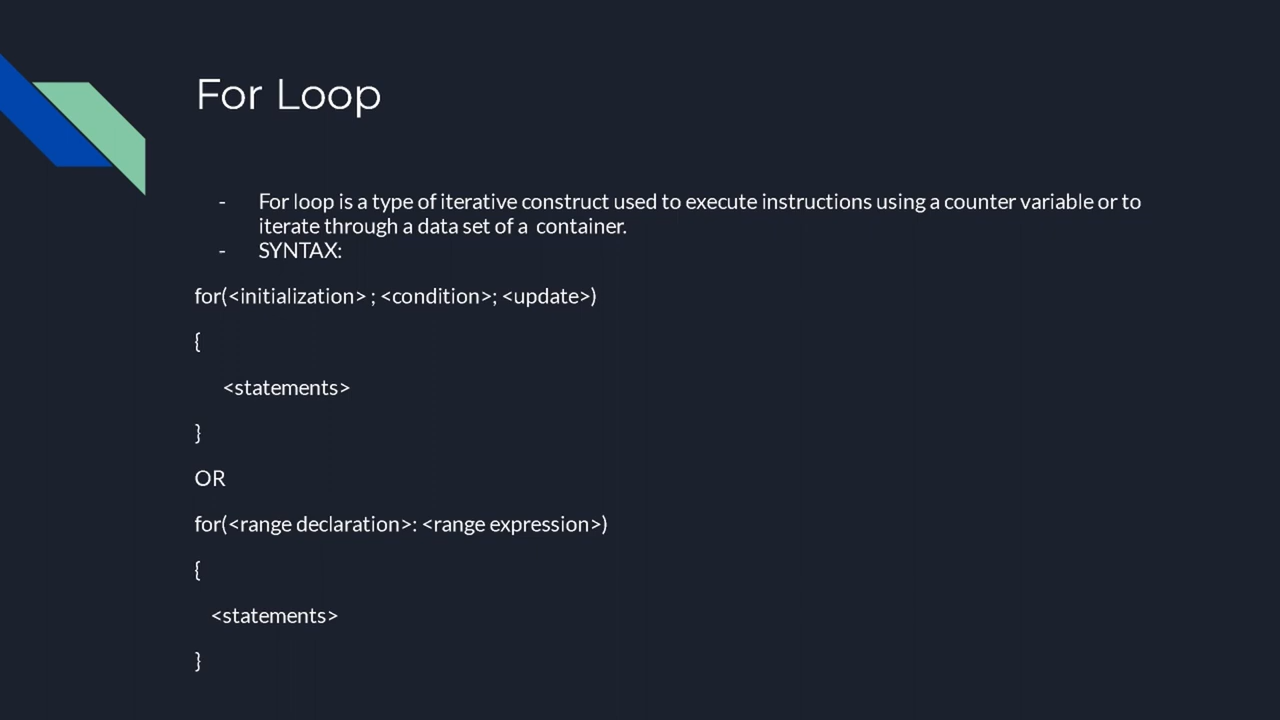 For Loop
- For loop is a type of iterative construct used to execute instructions using a counter variable or to
iterate through a data set of a container.
- SYNTAX:
for(<initialization> ; <condition>; <update>)
{
<statements>
}
OR
for(<range declaration>: <range expression>)
{
<statements>
}